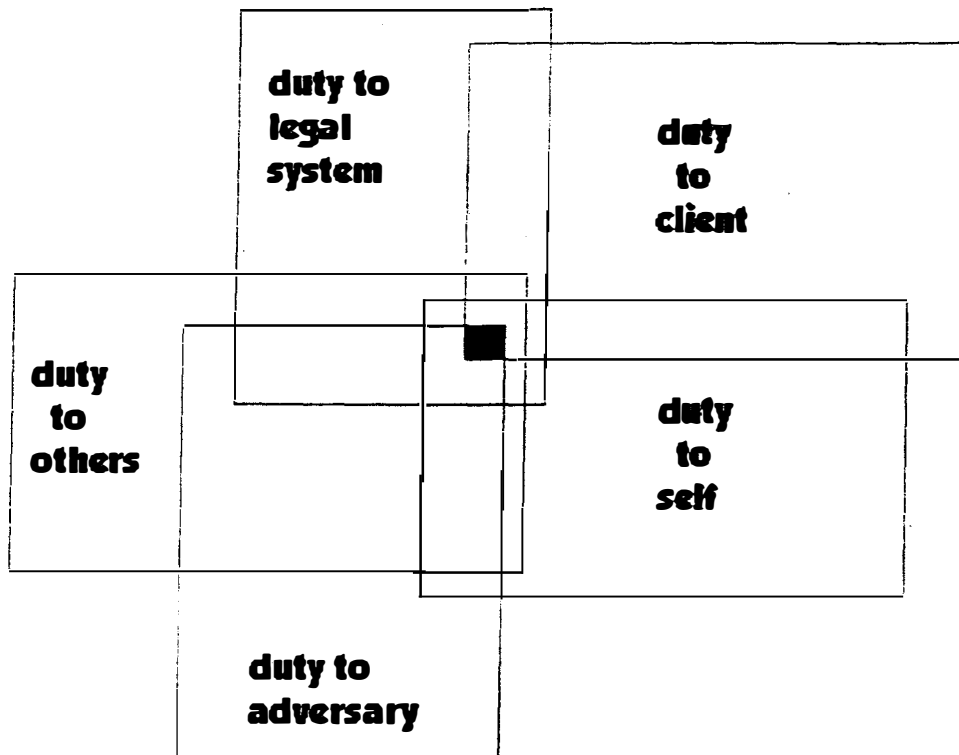 duty to
legal
system
duty
to
client
duty
to
others
duty
to
self
duty to
adversary